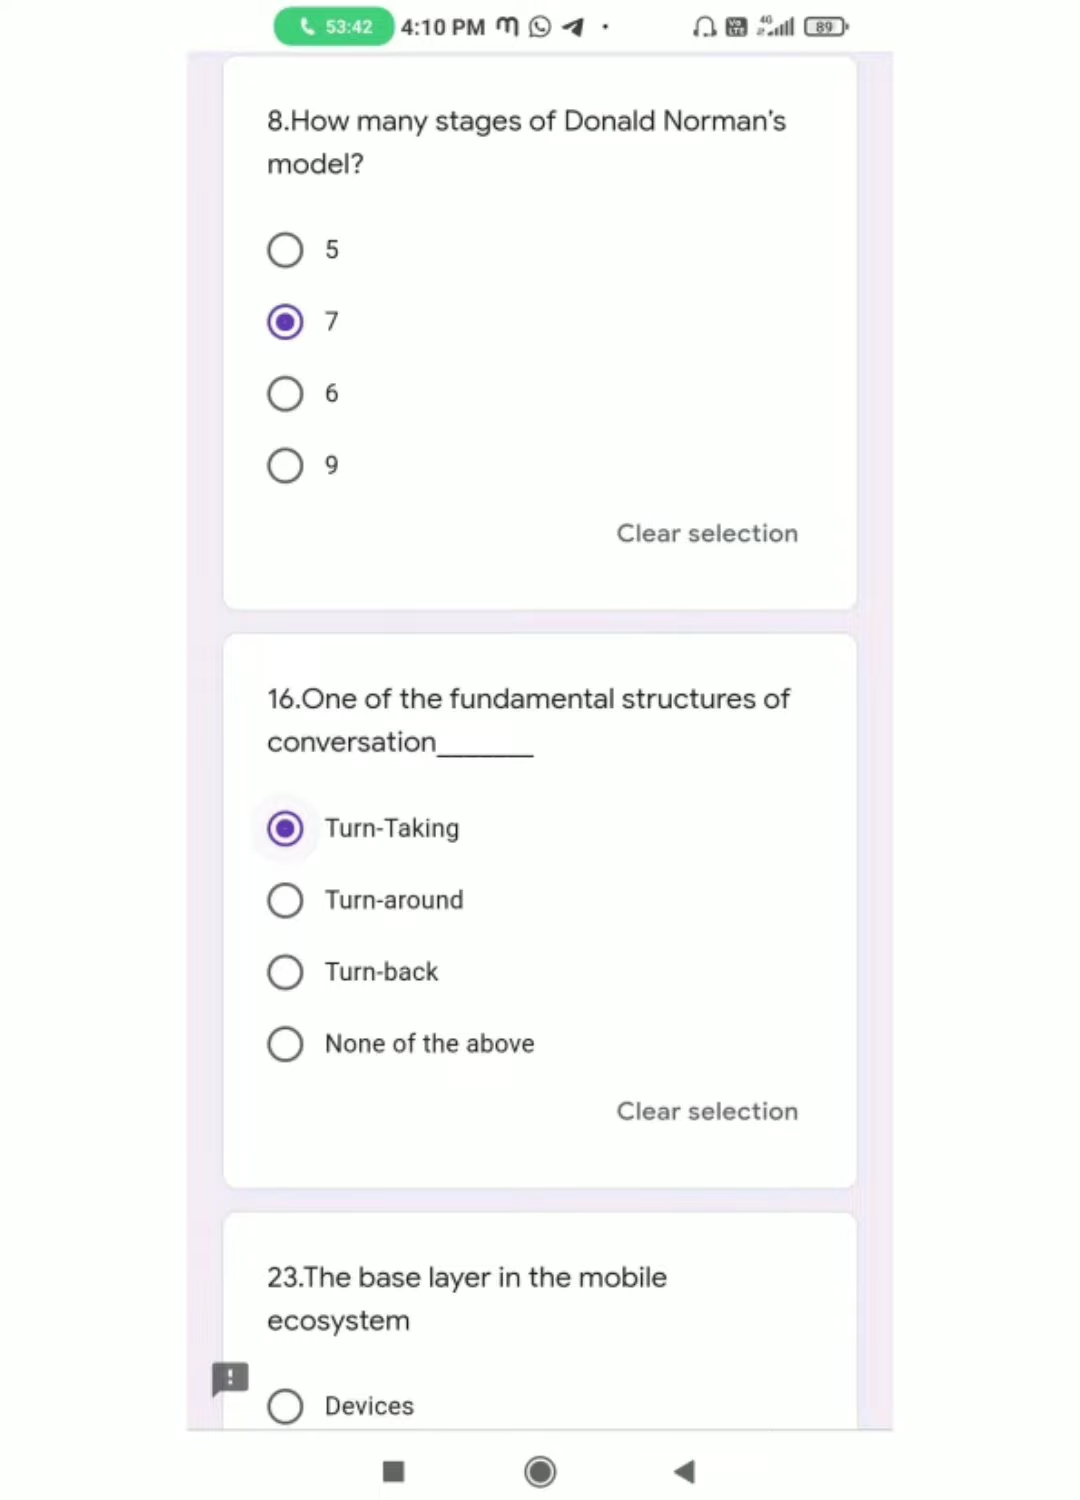 53:42 4:10 PM 4G 89
8.How many stages of Donald Norman's
model?
5
7
6
9
Clear selection
16.One of the fundamental structures of
conversation_______
Turn-Taking
Turn-around
Turn-back
None of the above
Clear selection
23.The base layer in the mobile
ecosystem
Devices